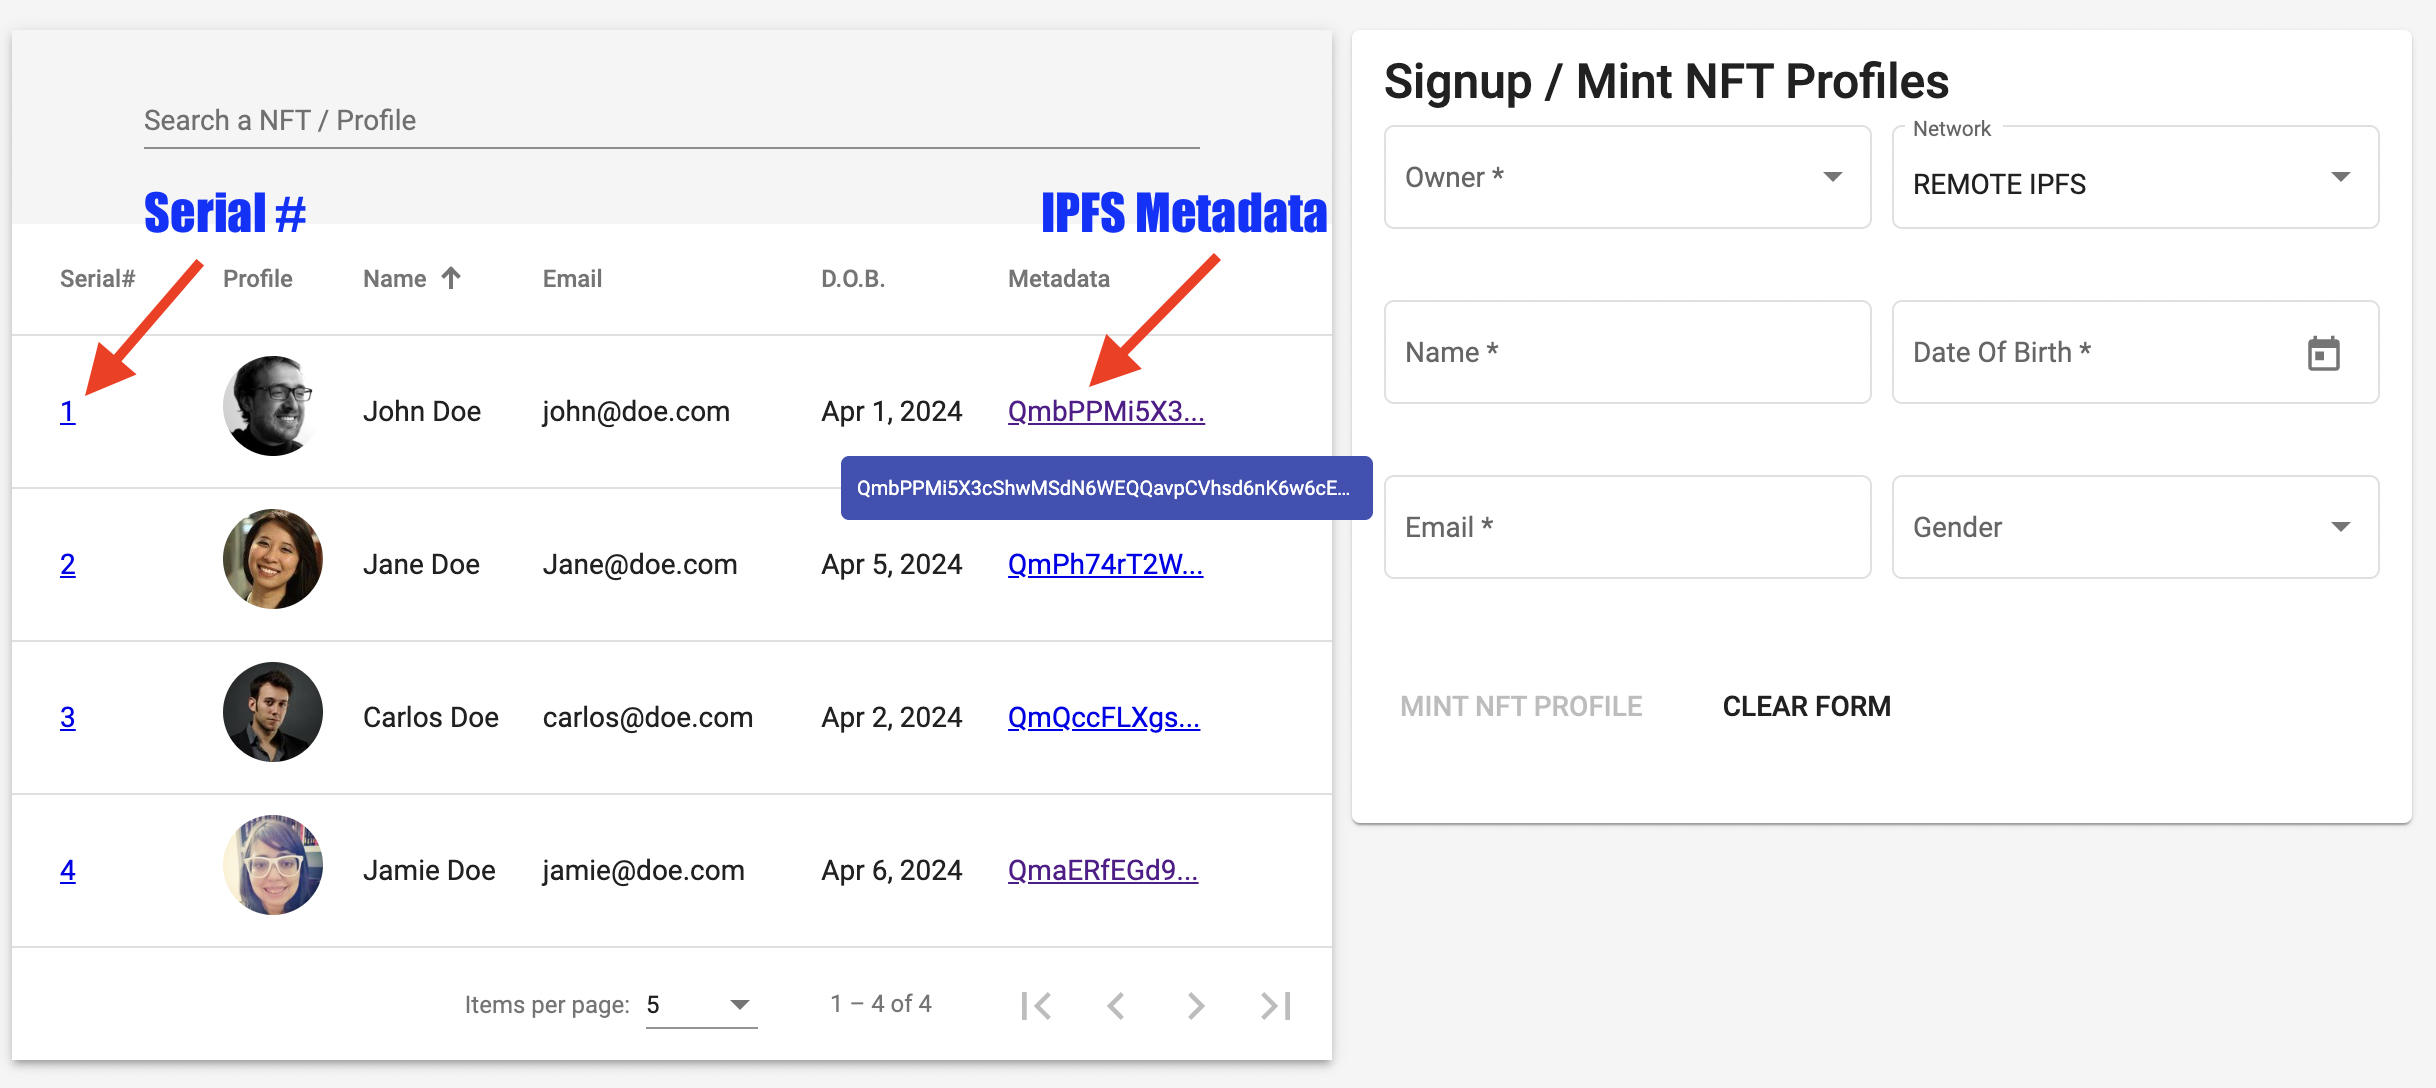 Search a NFT / Profile
Serial #
IPFS Metadata
Serial# Profile Name Email D.O.B. Metadata
1 John Doe john@doe.com Apr 1, 2024 QmbPPMi5X3...
QmbPPMi5X3cShwMSdN6WEQQavpCVhsd6nK6w6cE...
2 Jane Doe Jane@doe.com Apr 5, 2024 QmPh74rT2W...
3 Carlos Doe carlos@doe.com Apr 2, 2024 QmQccFLXgs...
4 Jamie Doe jamie@doe.com Apr 6, 2024 QmaERfEGd9...
Items per page: 5 1 – 4 of 4
Signup / Mint NFT Profiles
Owner *
Network
REMOTE IPFS
Name *
Date Of Birth *
Email *
Gender
MINT NFT PROFILE CLEAR FORM